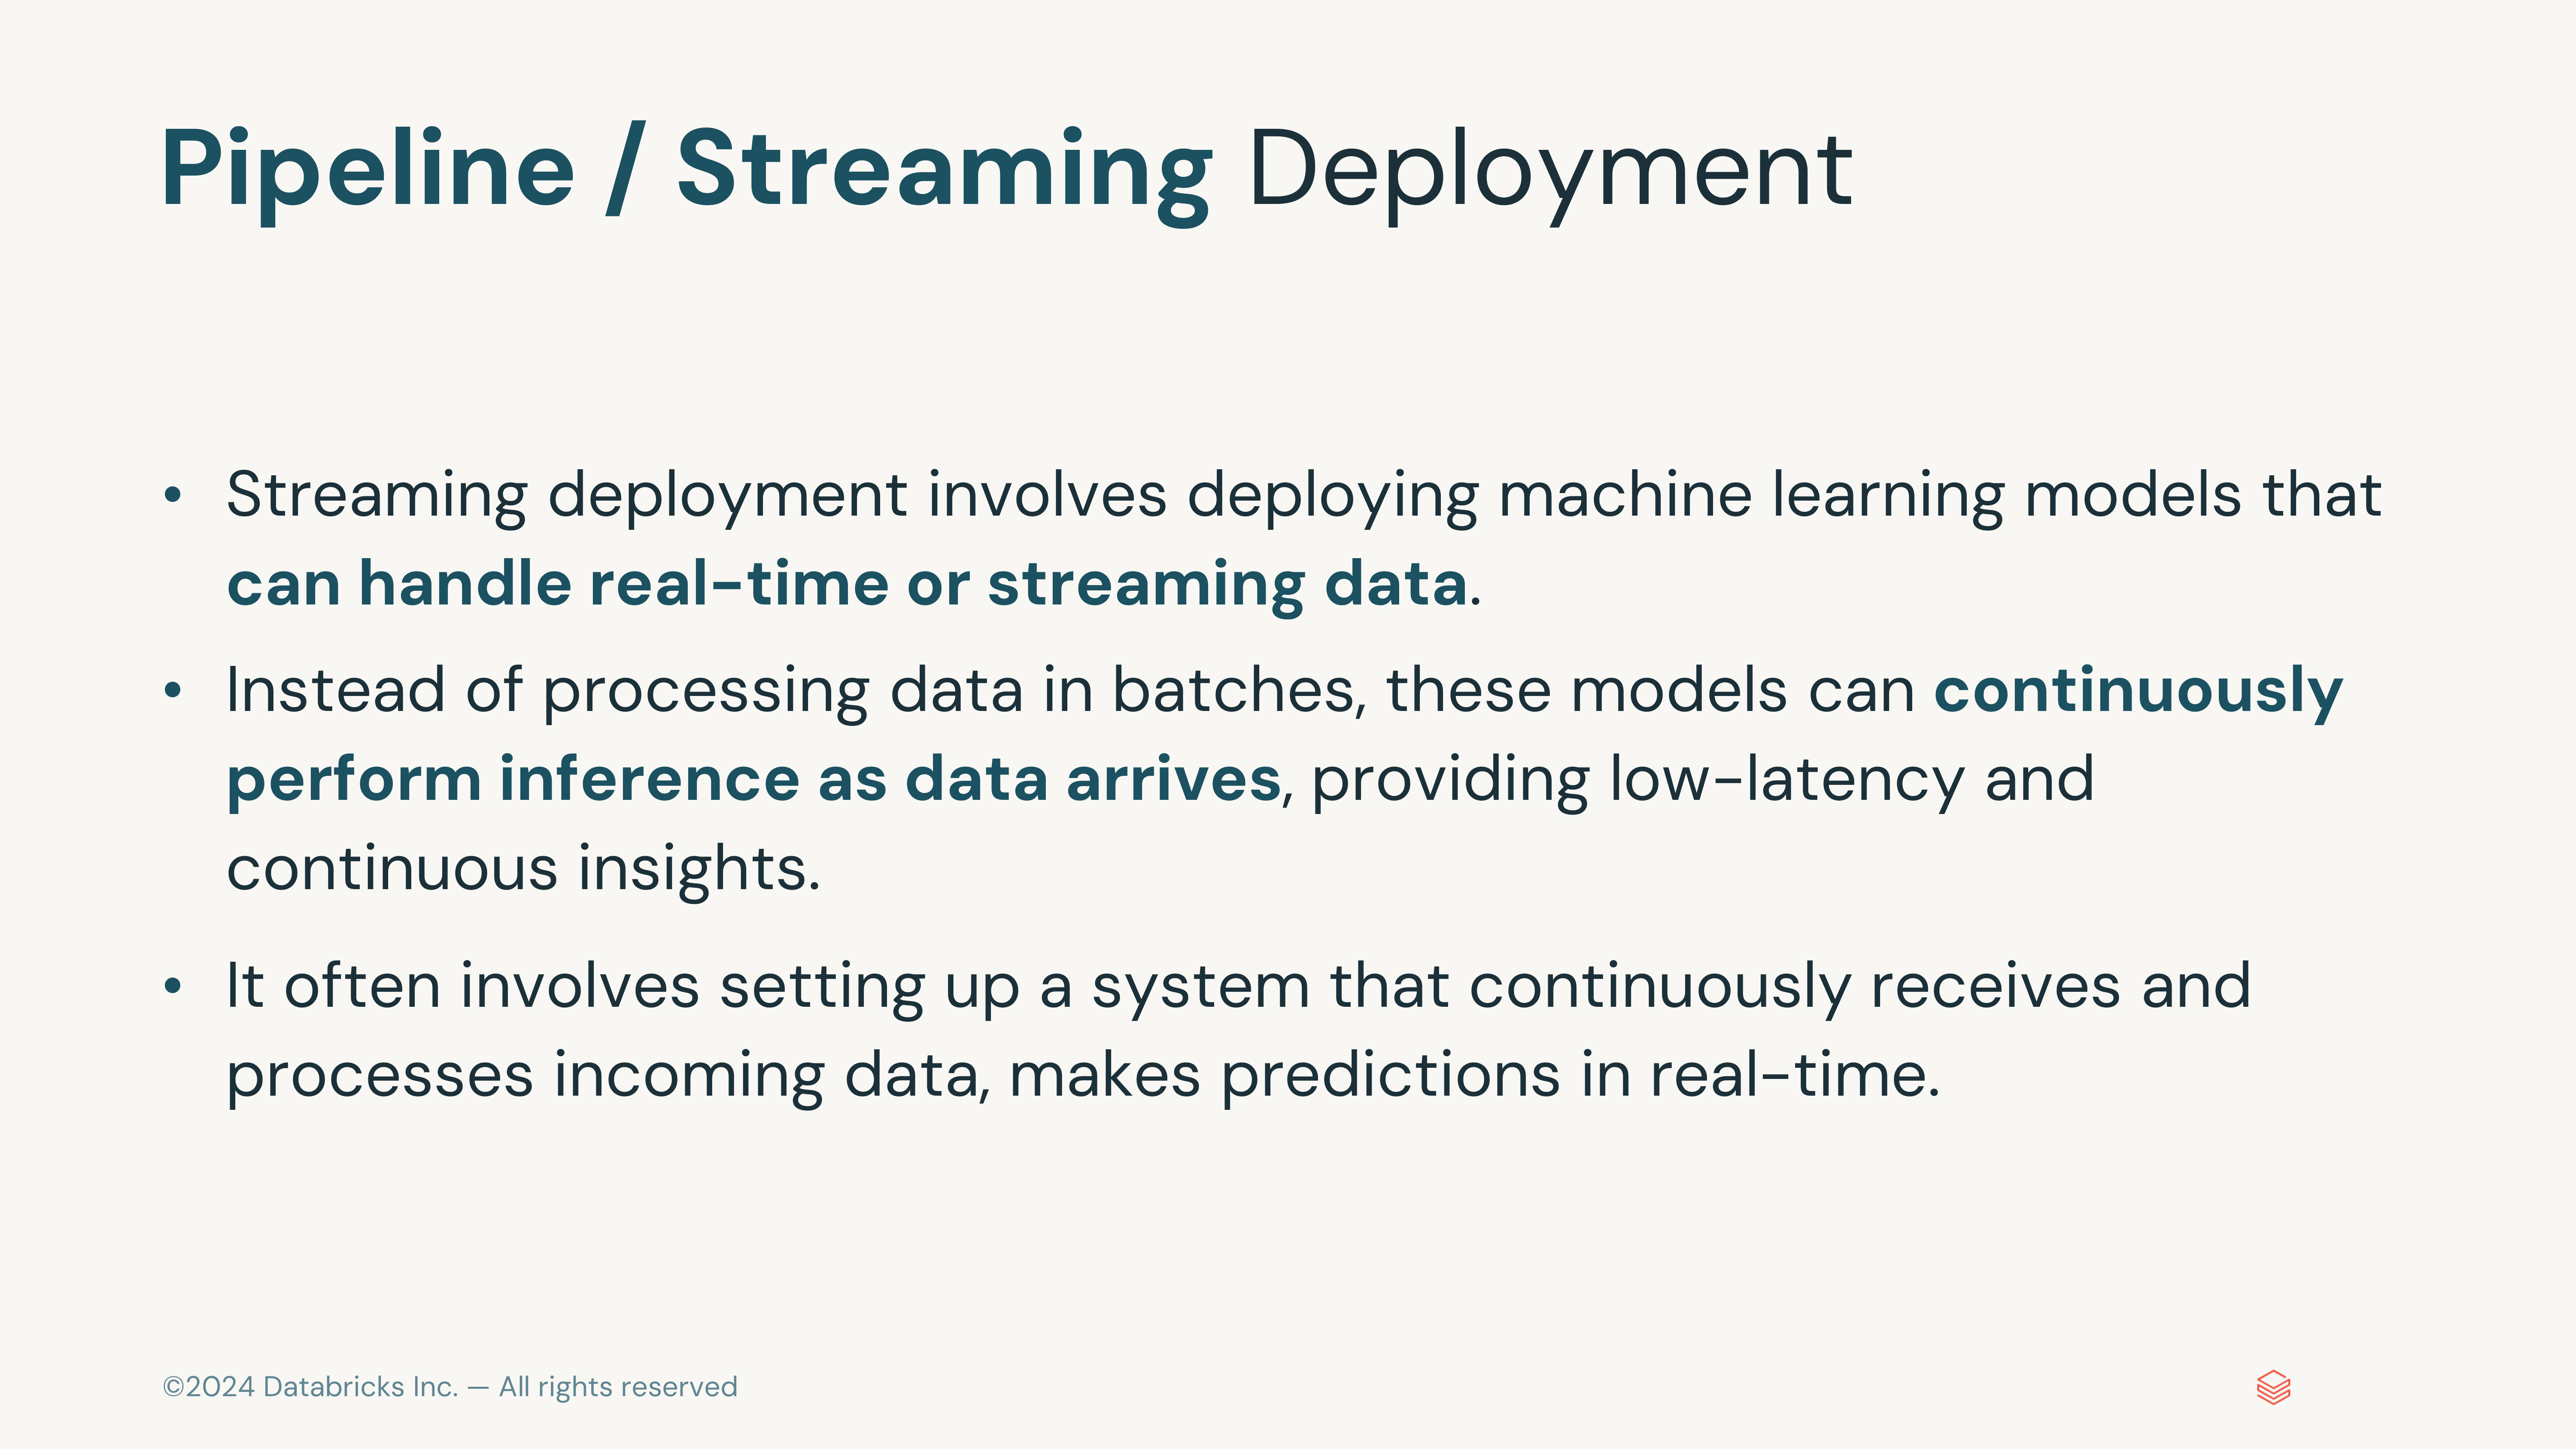 Pipeline / Streaming Deployment
• Streaming deployment involves deploying machine learning models that
can handle real-time or streaming data.
• Instead of processing data in batches, these models can continuously
perform inference as data arrives, providing low-latency and
continuous insights.
• It often involves setting up a system that continuously receives and
processes incoming data, makes predictions in real-time.
©2024 Databricks Inc. — All rights reserved